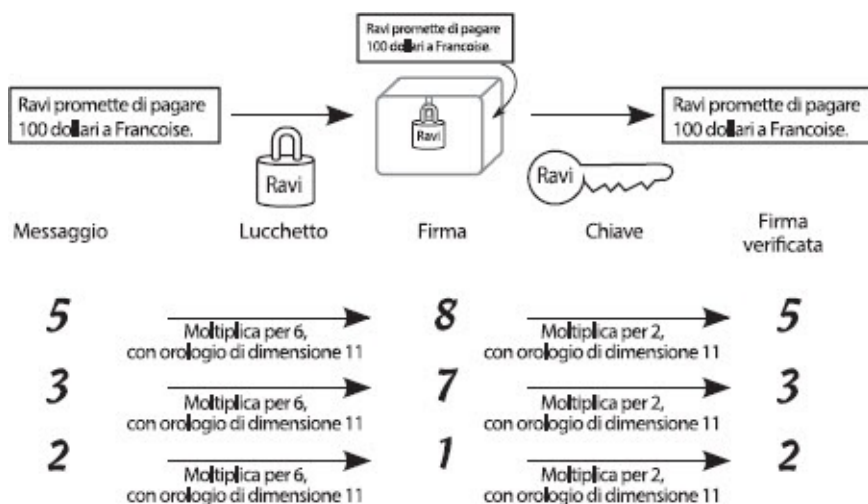 Ravi promette di pagare
100 dollari a Francoise.
Ravi promette di pagare
100 dollari a Francoise.
Ravi
Ravi
Ravi
Ravi promette di pagare
100 dollari a Francoise.
Messaggio
Lucchetto
Firma
Chiave
Firma
verificata
5
Moltiplica per 6,
con orologio di dimensione 11
8
Moltiplica per 2,
con orologio di dimensione 11
5
3
Moltiplica per 6,
con orologio di dimensione 11
7
Moltiplica per 2,
con orologio di dimensione 11
3
2
Moltiplica per 6,
con orologio di dimensione 11
1
Moltiplica per 2,
con orologio di dimensione 11
2